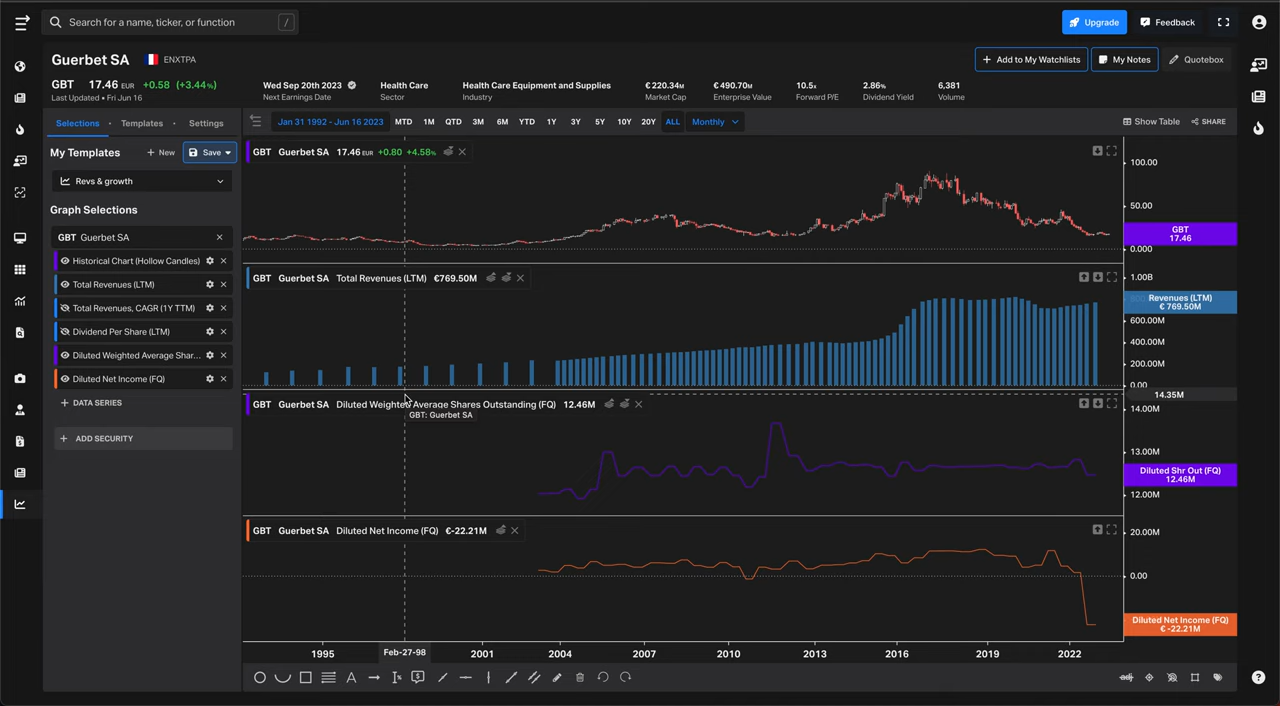 Search for a name, ticker, or function /
Upgrade
Feedback
Guerbet SA ENXTPA
Add to My Watchlists
My Notes
Quotebox
GBT 17.46 EUR +0.58 (+3.44%)
Last Updated • Fri Jun 16
Wed Sep 20th 2023
Next Earnings Date
Health Care
Sector
Health Care Equipment and Supplies
Industry
€220.34M
Market Cap
€490.70M
Enterprise Value
10.5x
Forward P/E
2.86%
Dividend Yield
6,381
Volume
Selections • Templates • Settings
Jan 31 1992 - Jun 16 2023 MTD 1M QTD 3M 6M YTD 1Y 3Y 5Y 10Y 20Y ALL Monthly
Show Table SHARE
My Templates + New Save
Revs & growth
Graph Selections
GBT Guerbet SA
Historical Chart (Hollow Candles)
Total Revenues (LTM)
Total Revenues, CAGR (1Y TTM)
Dividend Per Share (LTM)
Diluted Weighted Average Shar...
Diluted Net Income (FQ)
+ DATA SERIES
+ ADD SECURITY
GBT Guerbet SA 17.46 +0.80 +4.58%
100.00
50.00
GBT
17.46
0.000
GBT Guerbet SA Total Revenues (LTM) €769.50M
1.00B
Revenues (LTM)
€ 769.50M
600.00M
400.00M
200.00M
0.00
14.35M
GBT Guerbet SA Diluted Weighted Average Shares Outstanding (FQ) 12.46M
GBT: Guerbet SA
14.00M
13.00M
Diluted Shr Out (FQ)
12.46M
12.00M
GBT Guerbet SA Diluted Net Income (FQ) €-22.21M
20.00M
0.00
Diluted Net Income (FQ)
€ -22.21M
1995 Feb-27-98 2001 2004 2007 2010 2013 2016 2019 2022